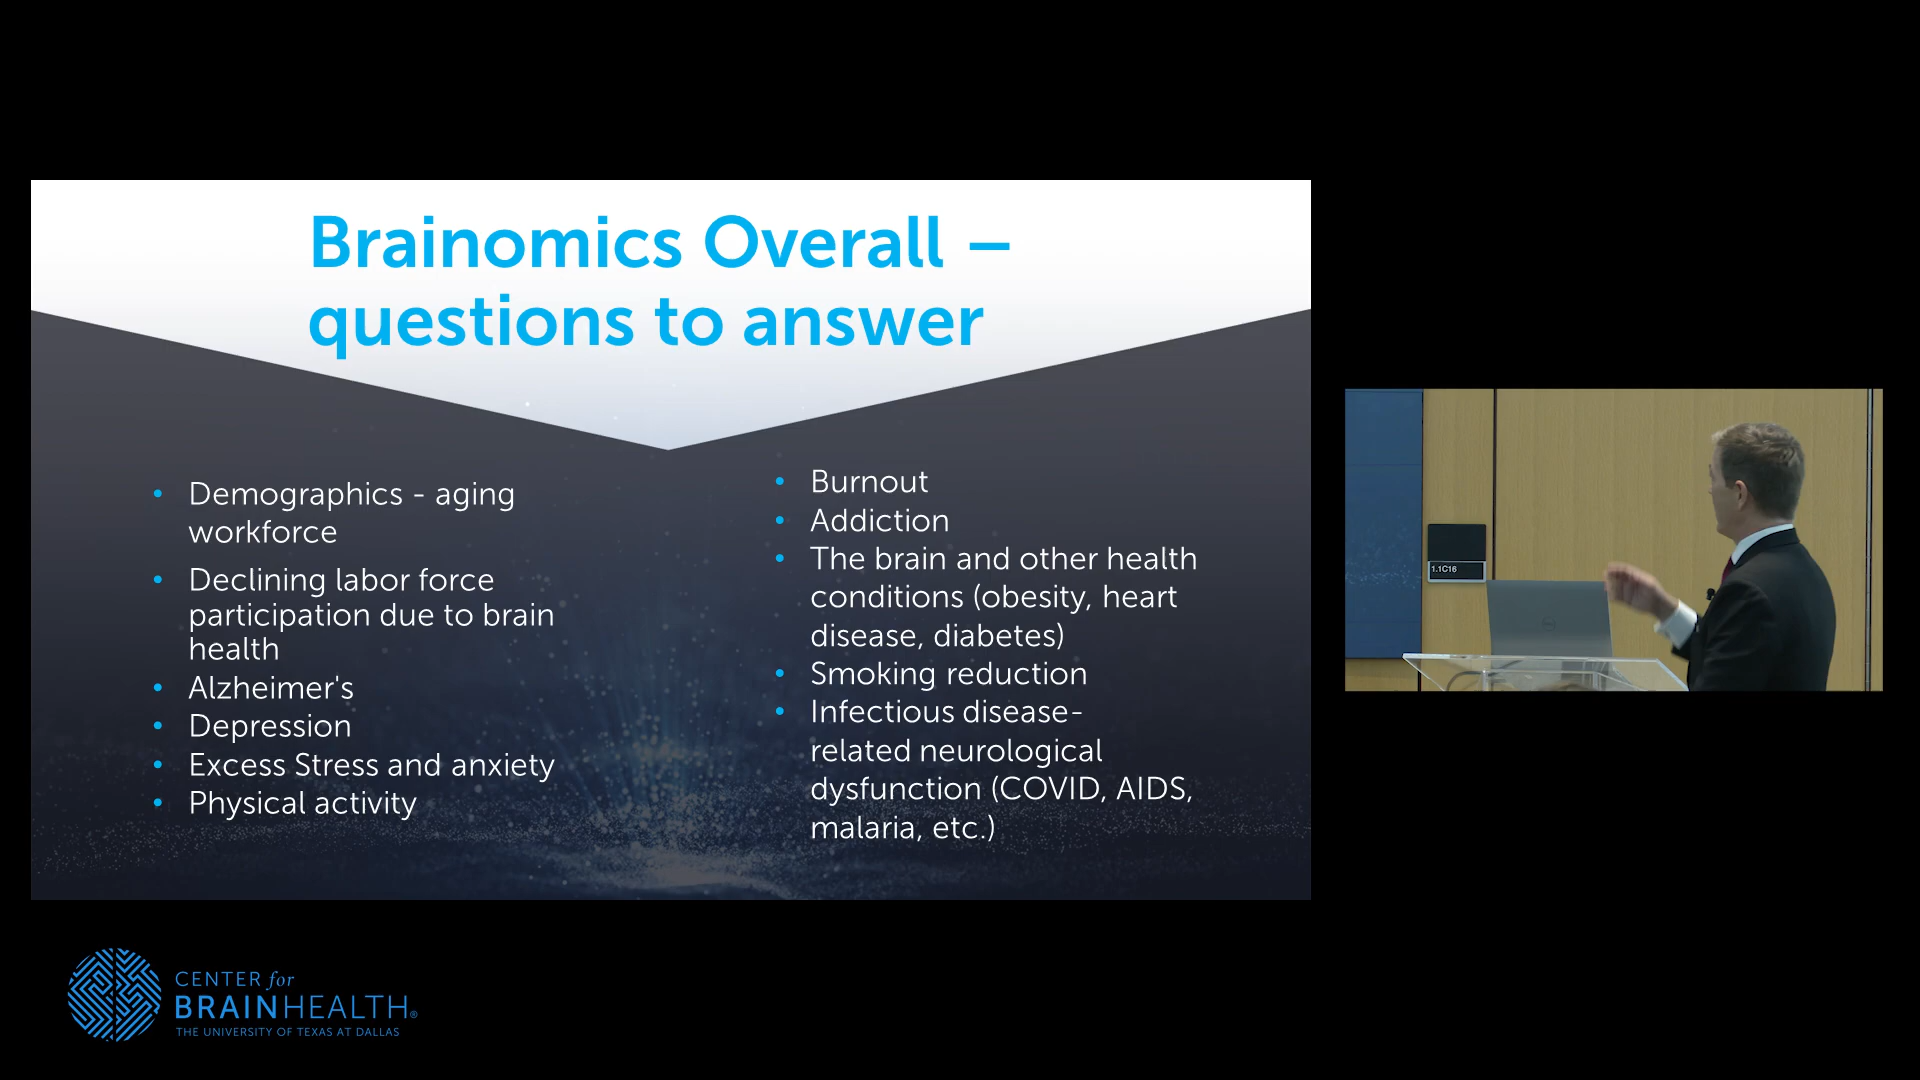 Brainomics Overall –
questions to answer
• Demographics - aging
workforce
• Declining labor force
participation due to brain
health
• Alzheimer's
• Depression
• Excess Stress and anxiety
• Physical activity
• Burnout
• Addiction
• The brain and other health
conditions (obesity, heart
disease, diabetes)
• Smoking reduction
• Infectious disease-
related neurological
dysfunction (COVID, AIDS,
malaria, etc.)
1.1C16
CENTER for
BRAINHEALTH®
THE UNIVERSITY OF TEXAS AT DALLAS